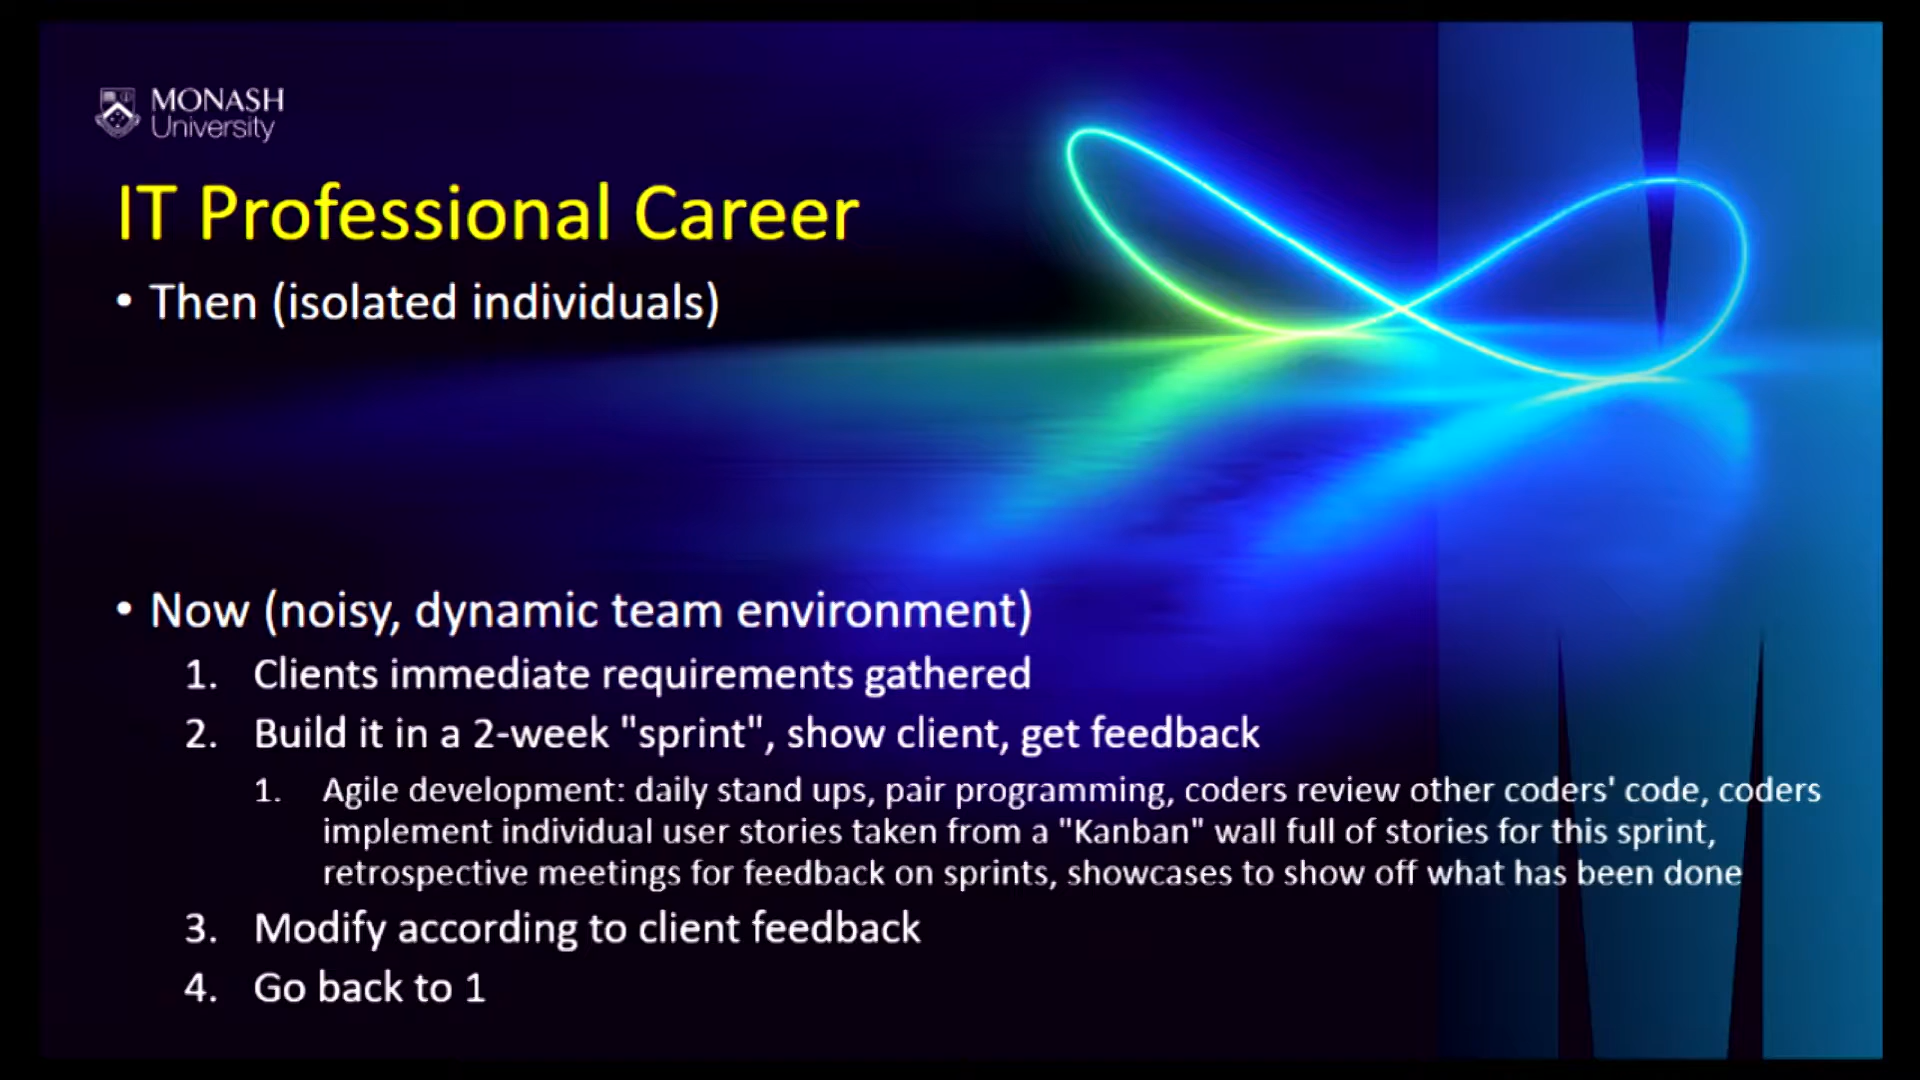 MONASH
University
IT Professional Career
• Then (isolated individuals)
• Now (noisy, dynamic team environment)
1. Clients immediate requirements gathered
2. Build it in a 2-week "sprint", show client, get feedback
1. Agile development: daily stand ups, pair programming, coders review other coders' code, coders
implement individual user stories taken from a "Kanban" wall full of stories for this sprint,
retrospective meetings for feedback on sprints, showcases to show off what has been done
3. Modify according to client feedback
4. Go back to 1